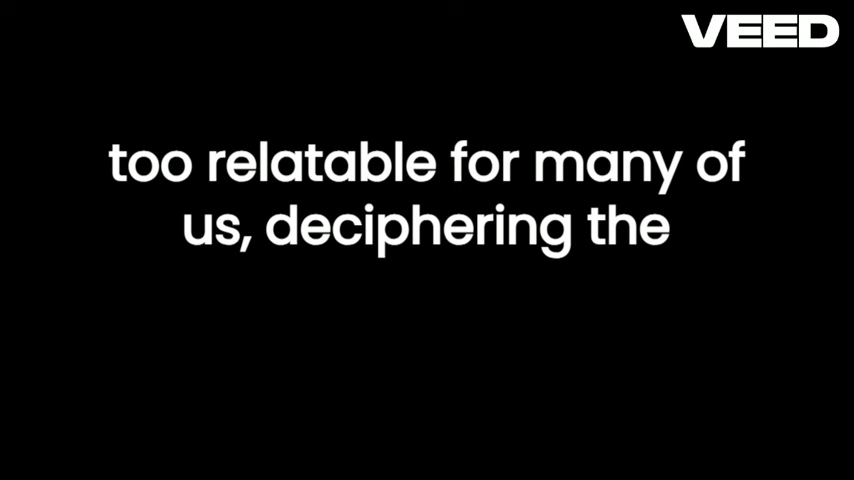 VEED
too relatable for many of
us, deciphering the